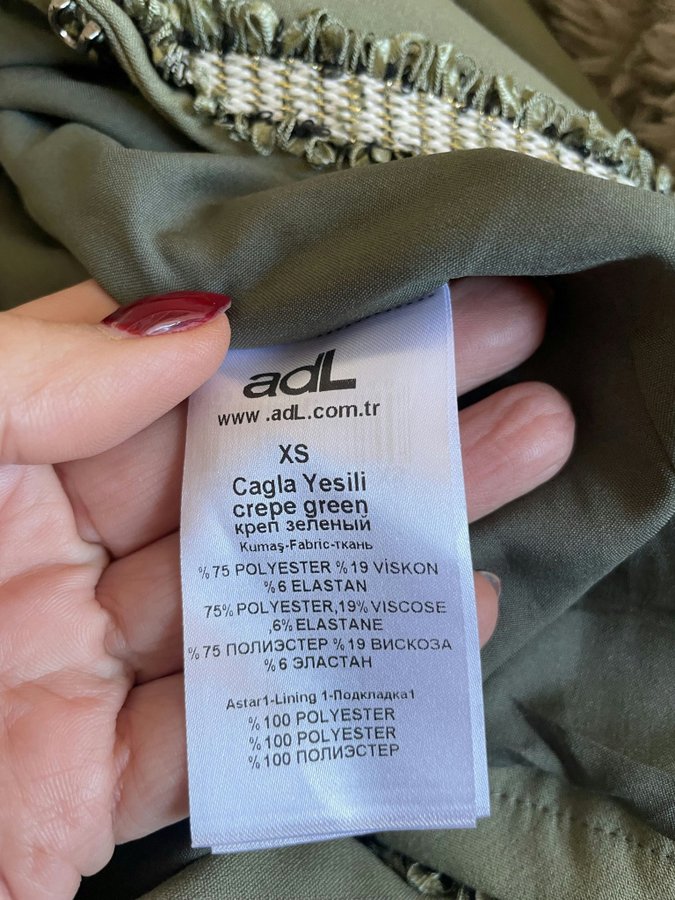 adL
www .adL.com.tr
XS
Cagla Yesili
crepe green
креп зеленый
Kumaş-Fabric-ткань
%75 POLYESTER %19 VİSKON
%6 ELASTAN
75% POLYESTER,19% VISCOSE
,6% ELASTANE
%75 ПОЛИЭСТЕР %19 ВИСКОЗА
%6 ЭЛАСТАН
Astar1-Lining 1-Подкладка1
%100 POLYESTER
%100 POLYESTER
%100 ПОЛИЭСТЕР